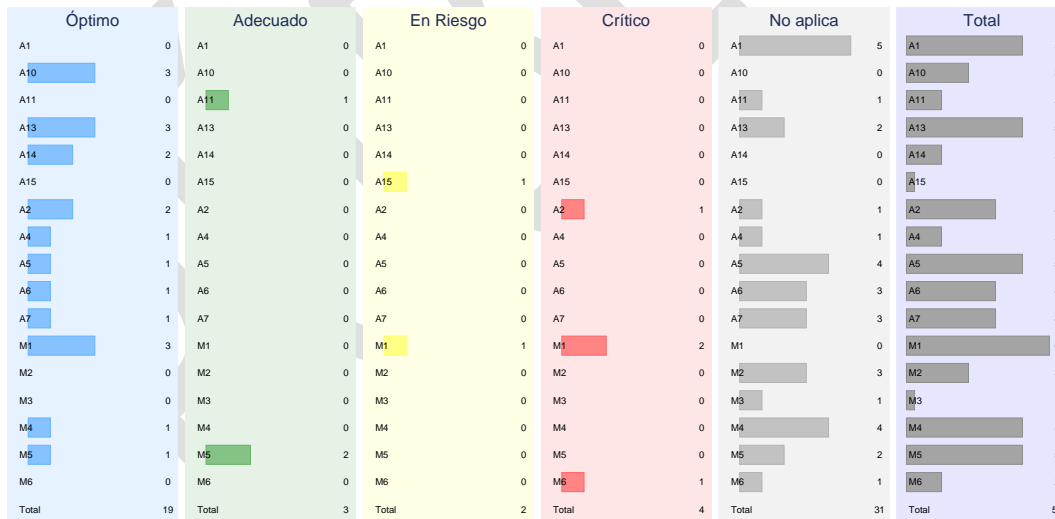 Óptimo Adecuado En Riesgo Crítico No aplica Total
A1 0 A1 0 A1 0 A1 0 A1 5 A1
A10 3 A10 0 A10 0 A10 0 A10 0 A10
A11 0 A11 1 A11 0 A11 0 A11 1 A11
A13 3 A13 0 A13 0 A13 0 A13 2 A13
A14 2 A14 0 A14 0 A14 0 A14 0 A14
A15 0 A15 0 A15 1 A15 0 A15 0 A15
A2 2 A2 0 A2 0 A2 1 A2 1 A2
A4 1 A4 0 A4 0 A4 0 A4 1 A4
A5 1 A5 0 A5 0 A5 0 A5 4 A5
A6 1 A6 0 A6 0 A6 0 A6 3 A6
A7 1 A7 0 A7 0 A7 0 A7 3 A7
M1 3 M1 0 M1 1 M1 2 M1 0 M1
M2 0 M2 0 M2 0 M2 0 M2 3 M2
M3 0 M3 0 M3 0 M3 0 M3 1 M3
M4 1 M4 0 M4 0 M4 0 M4 4 M4
M5 1 M5 2 M5 0 M5 0 M5 2 M5
M6 0 M6 0 M6 0 M6 1 M6 1 M6
Total 19 Total 3 Total 2 Total 4 Total 31 Total